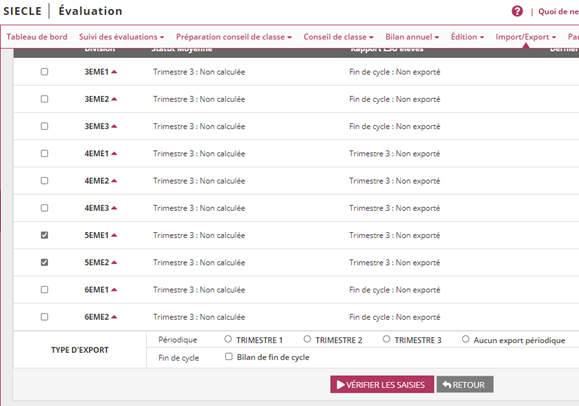 SIECLE | Évaluation
? | Quoi de ne
Tableau de bord Suivi des évaluations Préparation conseil de classe Conseil de classe Bilan annuel Édition Import/Export Pa
Division Statut Moyenne Rapport LSU élèves Dernier
3EME1 Trimestre 3 : Non calculée Fin de cycle : Non exporté
3EME2 Trimestre 3 : Non calculée Fin de cycle : Non exporté
3EME3 Trimestre 3 : Non calculée Fin de cycle : Non exporté
4EME1 Trimestre 3 : Non calculée Trimestre 3 : Non exporté
4EME2 Trimestre 3 : Non calculée Trimestre 3 : Non exporté
4EME3 Trimestre 3 : Non calculée Trimestre 3 : Non exporté
5EME1 Trimestre 3 : Non calculée Trimestre 3 : Non exporté
5EME2 Trimestre 3 : Non calculée Trimestre 3 : Non exporté
6EME1 Trimestre 3 : Non calculée Fin de cycle : Non exporté
6EME2 Trimestre 3 : Non calculée Fin de cycle : Non exporté
TYPE D'EXPORT
Périodique TRIMESTRE 1 TRIMESTRE 2 TRIMESTRE 3 Aucun export périodique
Fin de cycle Bilan de fin de cycle
VÉRIFIER LES SAISIES RETOUR